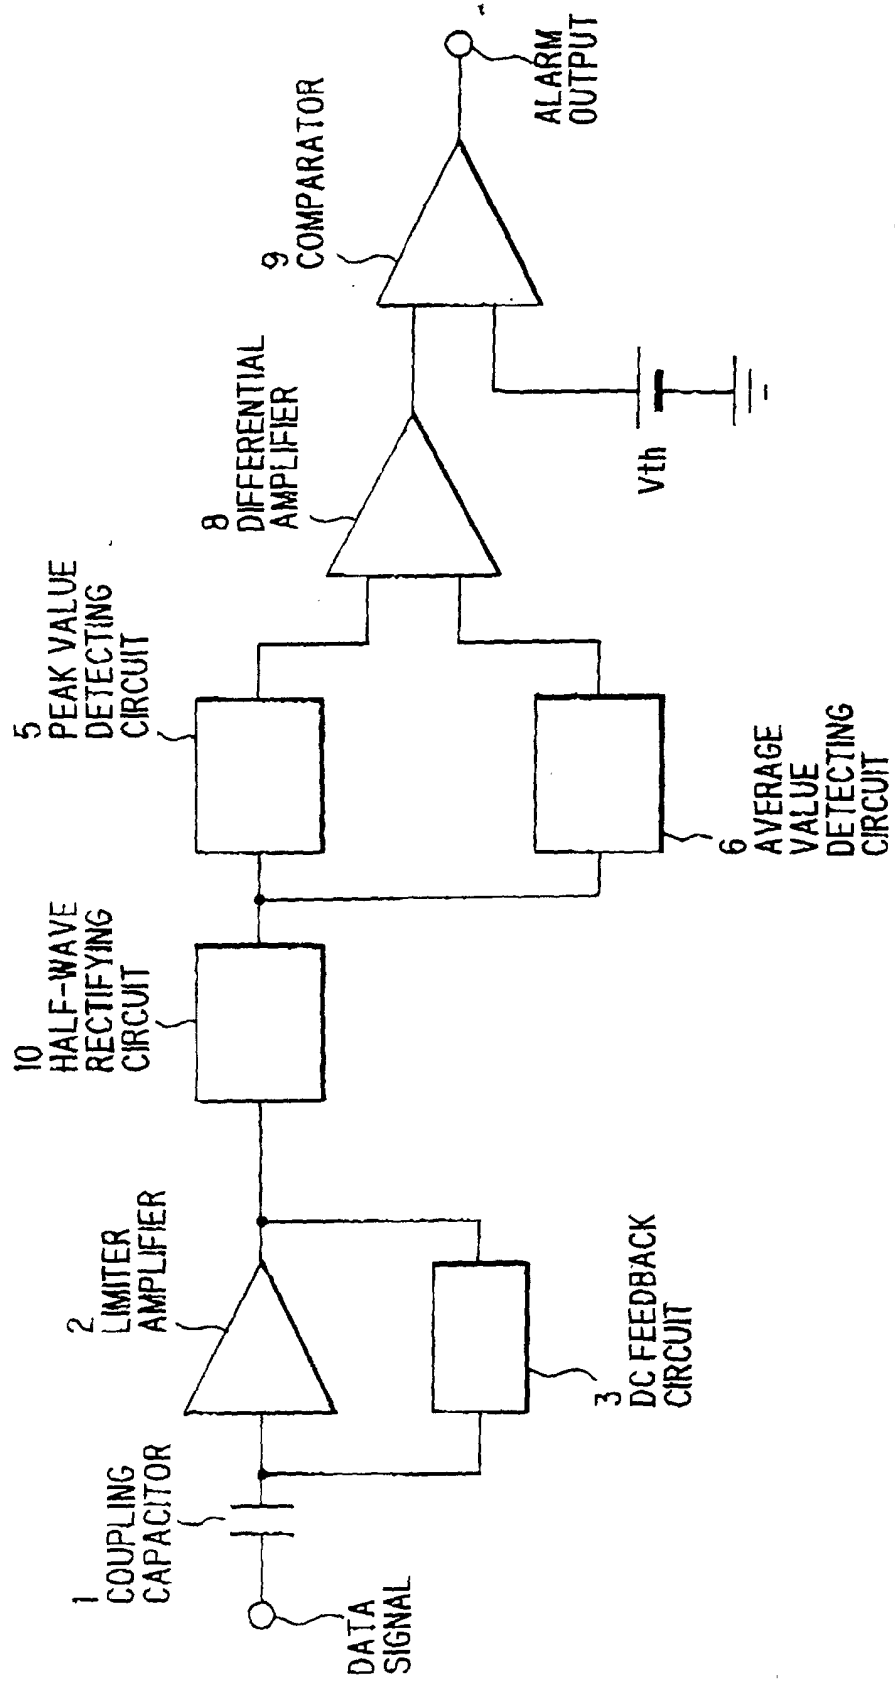 DATA
SIGNAL
1
COUPLING
CAPACITOR
2
LIMITER
AMPLIFIER
3
DC FEEDBACK
CIRCUIT
10
HALF-WAVE
RECTIFYING
CIRCUIT
5
PEAK VALUE
DETECTING
CIRCUIT
6
AVERAGE
VALUE
DETECTING
CIRCUIT
8
DIFFERENTIAL
AMPLIFIER
9
COMPARATOR
Vth
ALARM
OUTPUT